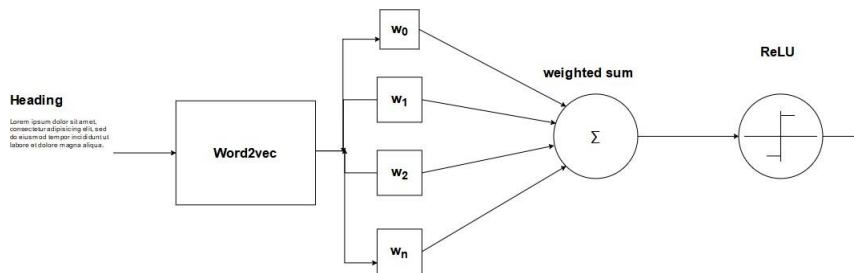 Heading
Lorem ipsum dolor sit amet,
consectetur adipisicing elit, sed
do eiusmod tempor incididunt ut
labore et dolore magna aliqua.
Word2vec
w0
w1
w2
wn
weighted sum
Σ
ReLU